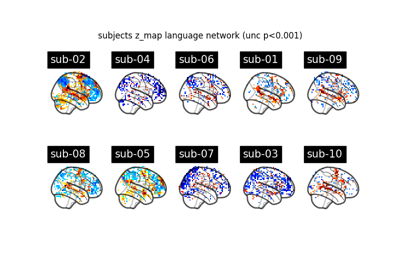 subjects z_map language network (unc p<0.001)
sub-02 sub-04 sub-06 sub-01 sub-09
sub-08 sub-05 sub-07 sub-03 sub-10